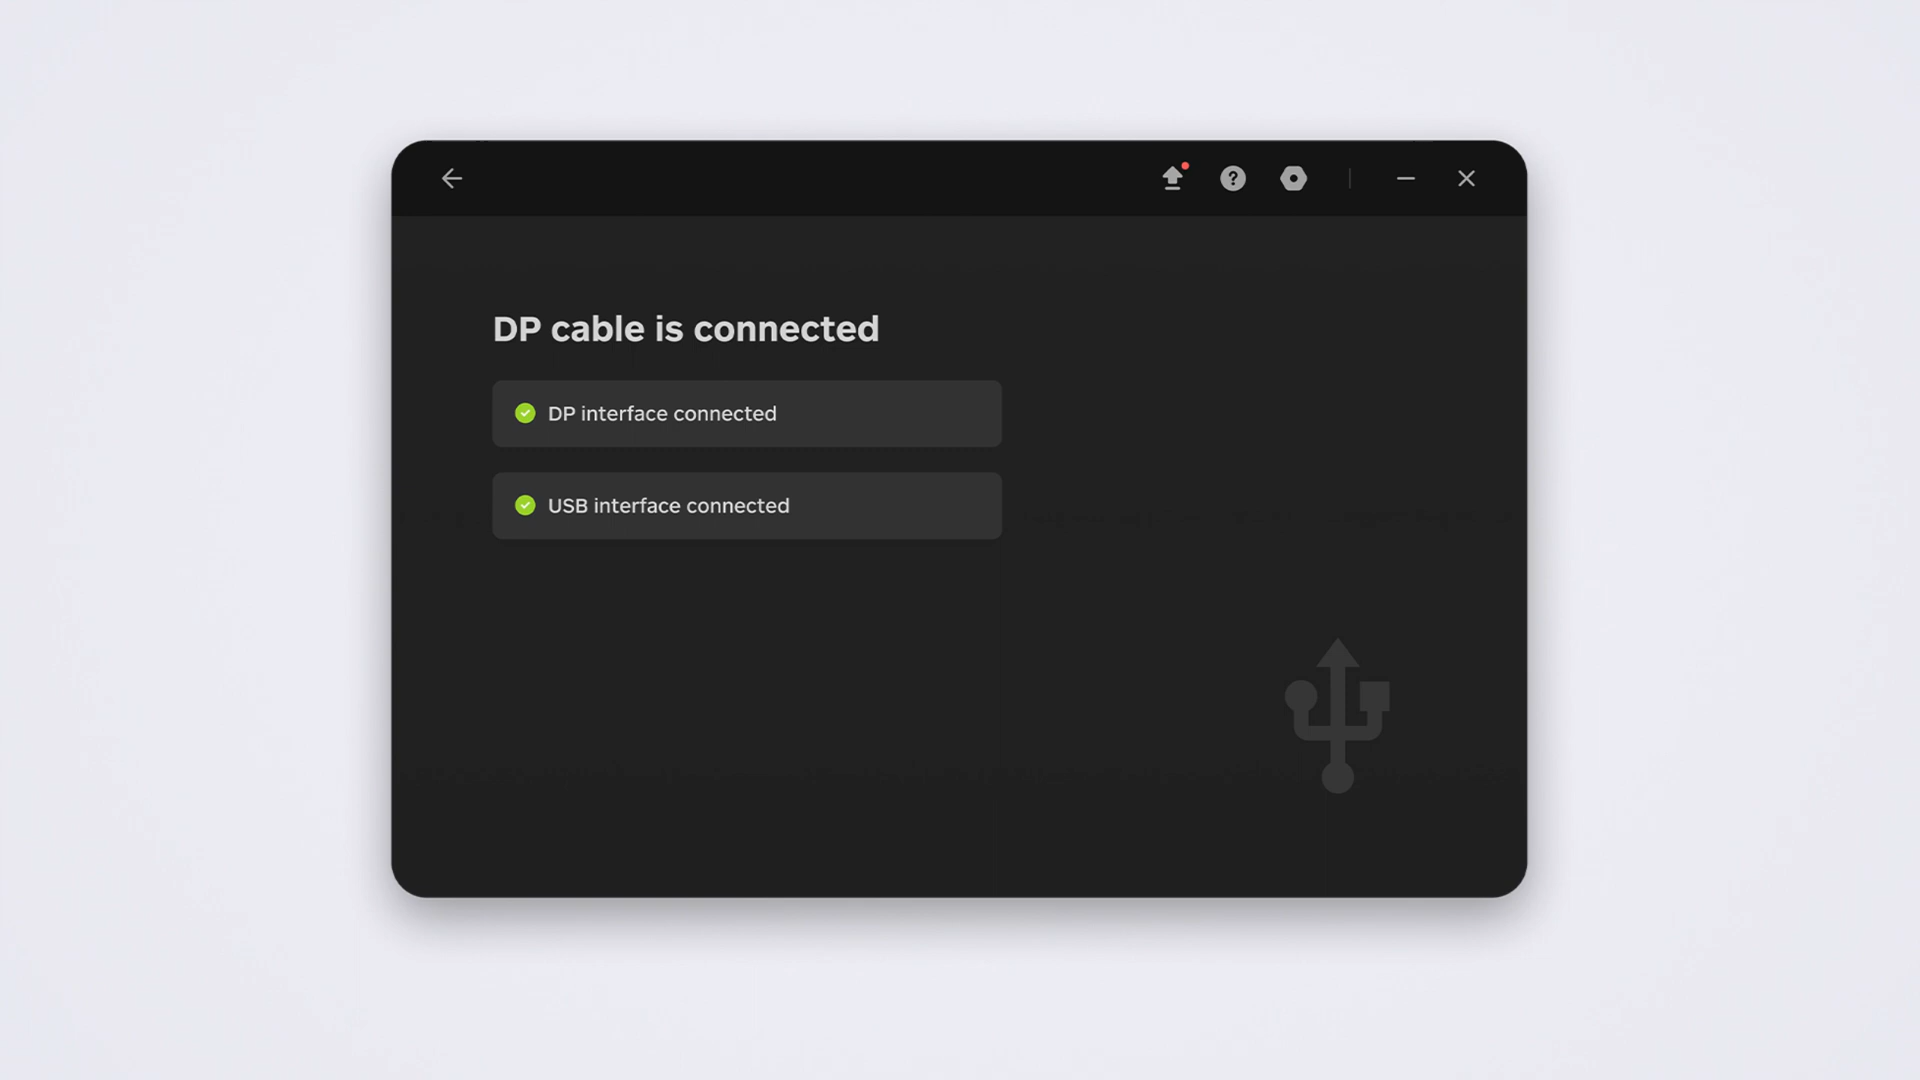 DP cable is connected
DP interface connected
USB interface connected